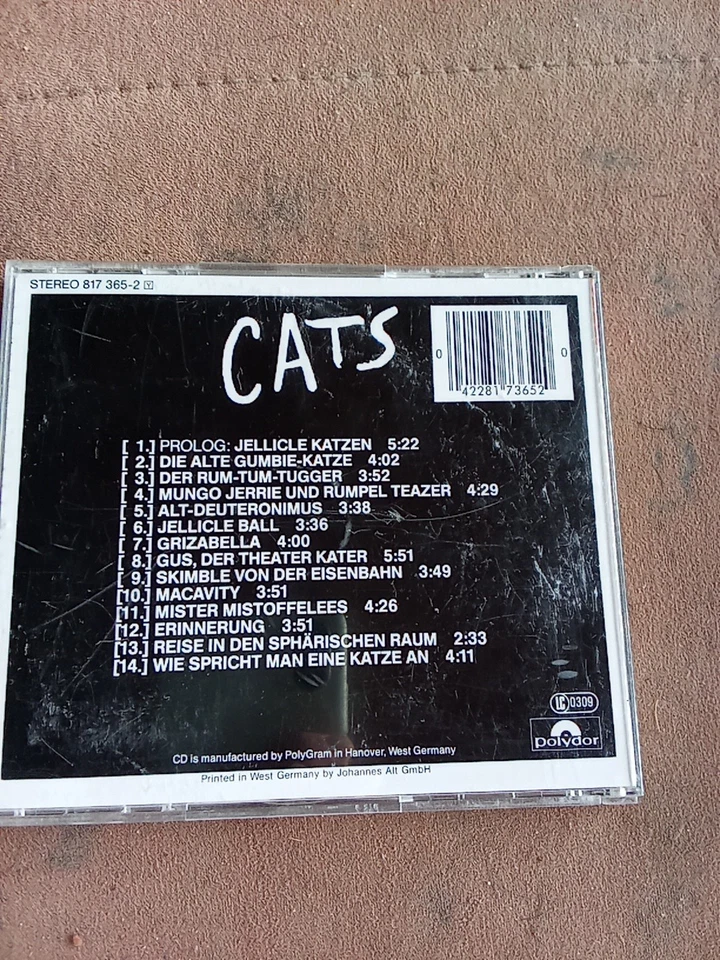 STEREO 817 365-2 Y
CATS
0 42281 73652 0
[ 1.] PROLOG: JELLICLE KATZEN 5:22
[ 2.] DIE ALTE GUMBIE-KATZE 4:02
[ 3.] DER RUM-TUM-TUGGER 3:52
[ 4.] MUNGO JERRIE UND RUMPEL TEAZER 4:29
[ 5.] ALT-DEUTERONIMUS 3:38
[ 6.] JELLICLE BALL 3:36
[ 7.] GRIZABELLA 4:00
[ 8.] GUS, DER THEATER KATER 5:51
[ 9.] SKIMBLE VON DER EISENBAHN 3:49
[10.] MACAVITY 3:51
[11.] MISTER MISTOFFELEES 4:26
[12.] ERINNERUNG 3:51
[13.] REISE IN DEN SPHÄRISCHEN RAUM 2:33
[14.] WIE SPRICHT MAN EINE KATZE AN 4:11
LC 0309
polydor
CD is manufactured by PolyGram in Hanover, West Germany
Printed in West Germany by Johannes Alt GmbH